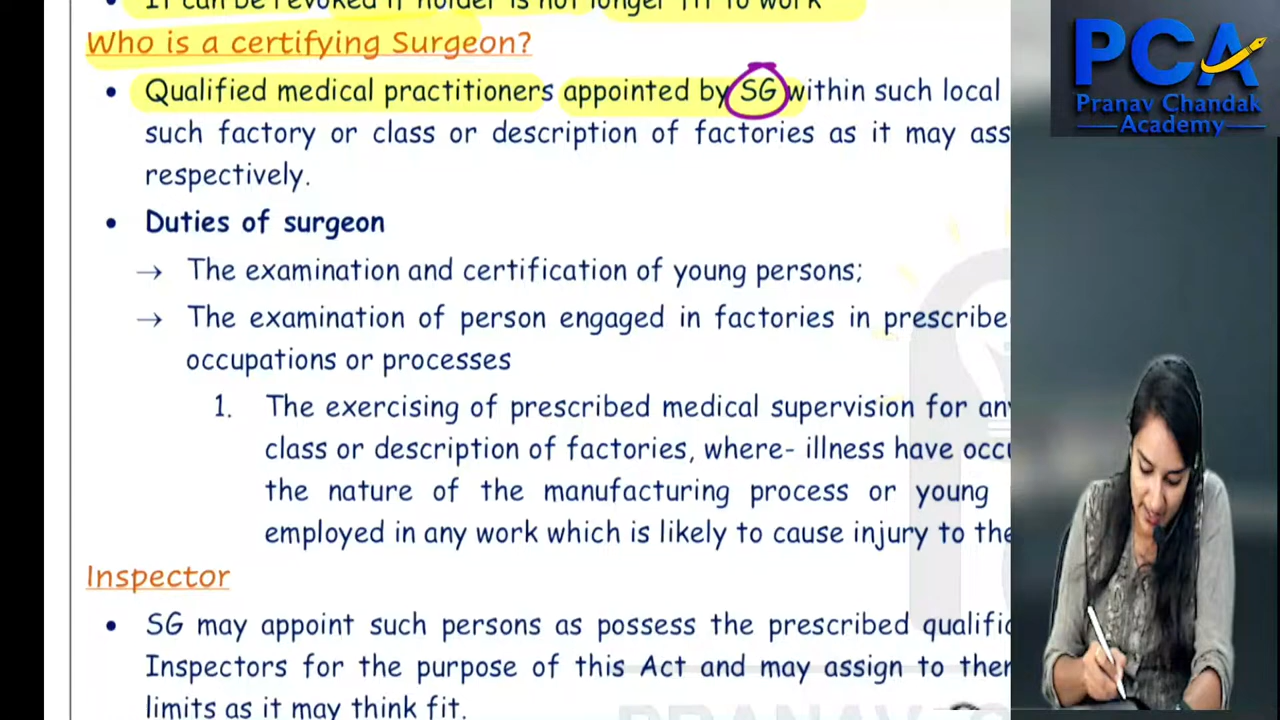 It can be revoked if holder is not longer fit to work
Who is a certifying Surgeon?
• Qualified medical practitioners appointed by SG within such local
such factory or class or description of factories as it may ass
respectively.
• Duties of surgeon
→ The examination and certification of young persons;
→ The examination of person engaged in factories in prescribe
occupations or processes
1. The exercising of prescribed medical supervision for an
class or description of factories, where- illness have occ
the nature of the manufacturing process or young
employed in any work which is likely to cause injury to the
Inspector
• SG may appoint such persons as possess the prescribed qualific
Inspectors for the purpose of this Act and may assign to the
limits as it may think fit.
PRANAV
PCA
Pranav Chandak
Academy